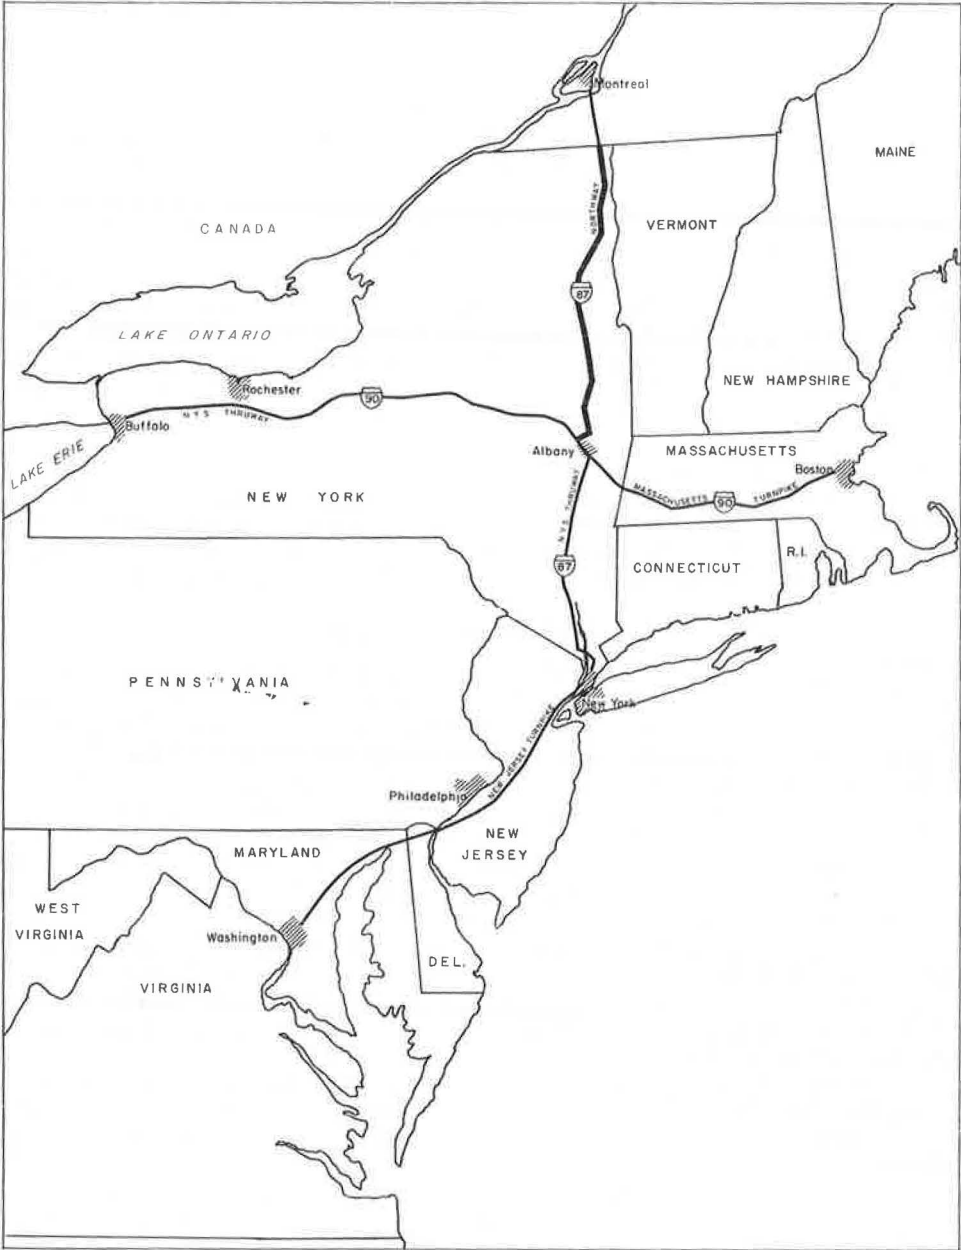 Montreal
MAINE
CANADA
NORTHWAY
VERMONT
87
LAKE ONTARIO
Rochester
90
NEW HAMPSHIRE
N.Y.S. THRUWAY
Buffalo
LAKE ERIE
Albany
MASSACHUSETTS
Boston
NEW YORK
N.Y.S. THRUWAY
MASSACHUSETTS
90
TURNPIKE
87
CONNECTICUT
R.I.
PENNSYLVANIA
New York
NEW JERSEY TURNPIKE
Philadelphia
NEW
JERSEY
MARYLAND
WEST
VIRGINIA
Washington
DEL.
VIRGINIA